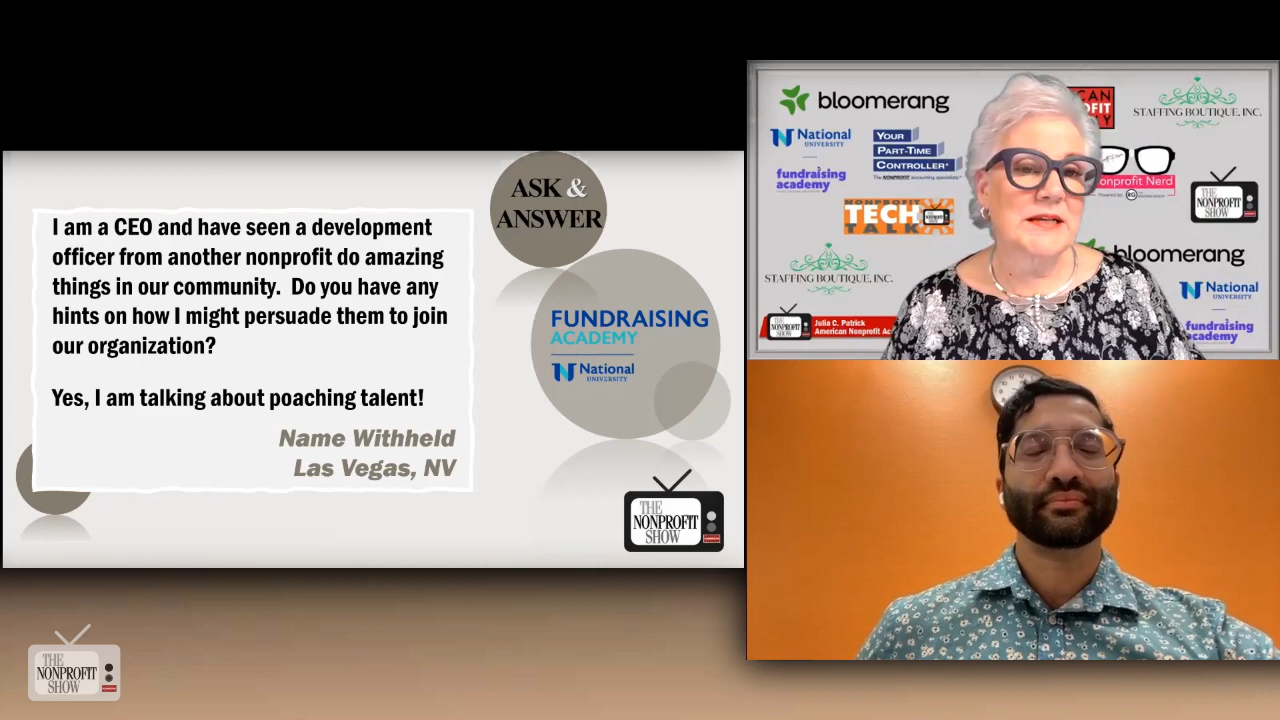 I am a CEO and have seen a development
officer from another nonprofit do amazing
things in our community. Do you have any
hints on how I might persuade them to join
our organization?
Yes, I am talking about poaching talent!
Name Withheld
Las Vegas, NV
ASK &
ANSWER
FUNDRAISING
ACADEMY
National
UNIVERSITY
THE
NONPROFIT
SHOW
THE
NONPROFIT
SHOW
bloomerang
STAFFING BOUTIQUE, INC.
National
UNIVERSITY
fundraising
academy
YOUR
PART-TIME
CONTROLLER
Nonprofit Nerd
THE
NONPROFIT
SHOW
NONPROFIT
TECH
TALK
STAFFING BOUTIQUE, INC.
bloomerang
National
UNIVERSITY
fundraising
academy
Julia C. Patrick
American Nonprofit Ac